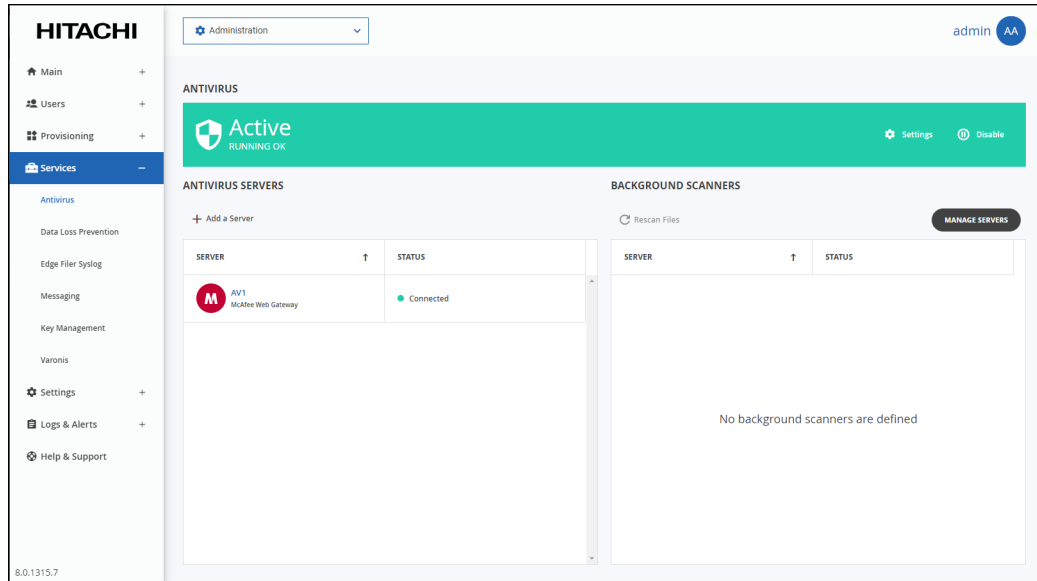 HITACHI
Administration
admin AA
Main
Users
Provisioning
Services
Antivirus
Data Loss Prevention
Edge Filer Syslog
Messaging
Key Management
Varonis
Settings
Logs & Alerts
Help & Support
8.0.1315.7
ANTIVIRUS
Active
RUNNING OK
Settings
Disable
ANTIVIRUS SERVERS
Add a Server
SERVER STATUS
M
AV1
McAfee Web Gateway
Connected
BACKGROUND SCANNERS
Rescan Files
MANAGE SERVERS
SERVER STATUS
No background scanners are defined